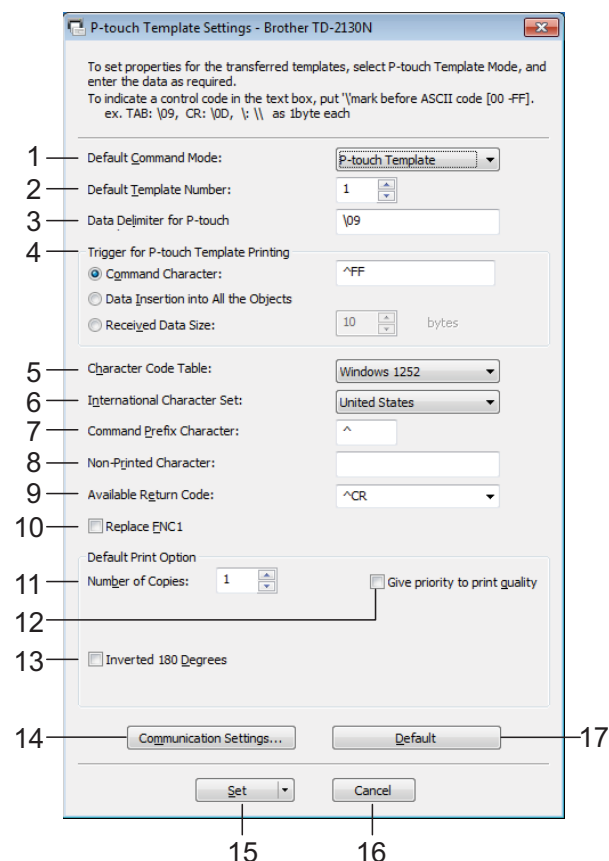 P-touch Template Settings - Brother TD-2130N
To set properties for the transferred templates, select P-touch Template Mode, and
enter the data as required.
To indicate a control code in the text box, put '\'mark before ASCII code [00 -FF].
ex. TAB: \09, CR: \0D, \: \\ as 1byte
each
1 Default Command Mode: P-touch Template
2 Default Template Number: 1
3 Data Delimiter for P-touch \09
4 Trigger for P-touch Template Printing
Command Character: ^FF
Data Insertion into All the Objects
Received Data Size: 10 bytes
5 Character Code Table: Windows 1252
6 International Character Set: United States
7 Command Prefix Character: ^
8 Non-Printed Character:
9 Available Return Code: ^CR
10 Replace FNC1
Default Print Option
11 Number of Copies: 1 Give priority to print quality
12
13 Inverted 180 Degrees
14 Communication Settings... Default 17
Set Cancel
15 16